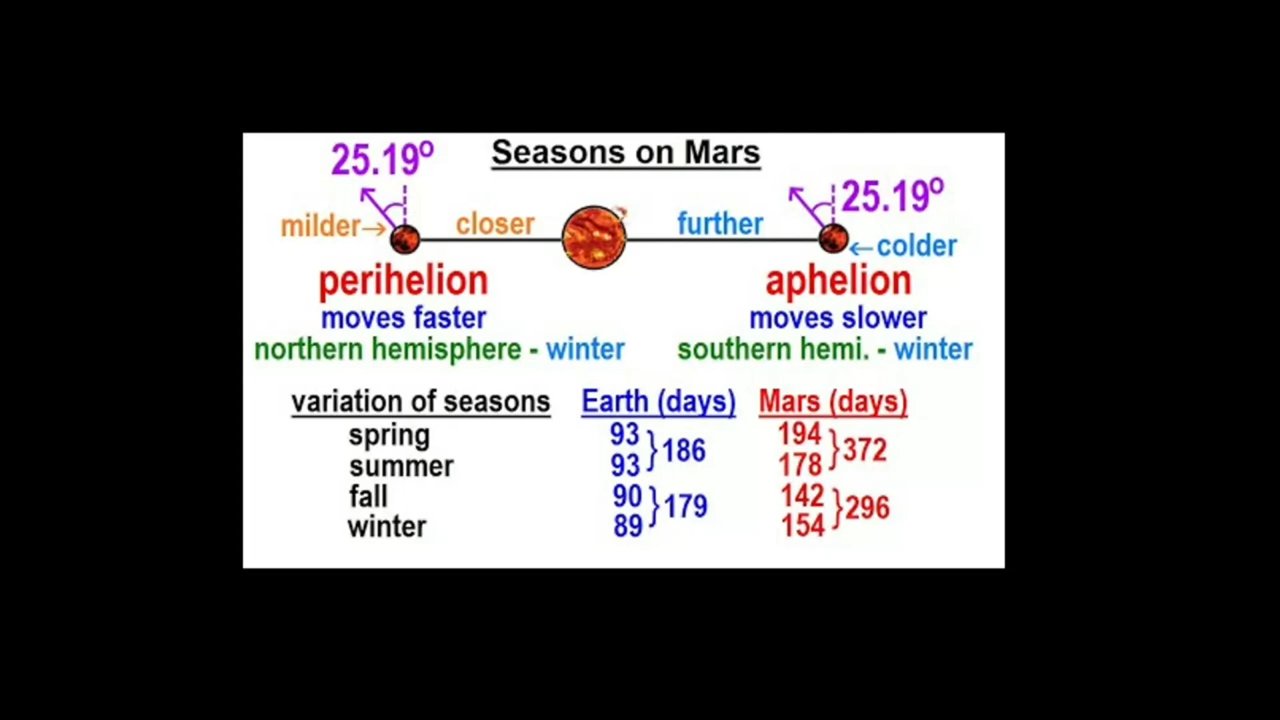 Seasons on Mars
25.19º
25.19º
milder→
closer
further
←colder
perihelion
aphelion
moves faster
moves slower
northern hemisphere - winter
southern hemi. - winter
variation of seasons Earth (days) Mars (days)
spring 93 194
186 372
summer 93 178
fall 90 142
179 296
winter 89 154